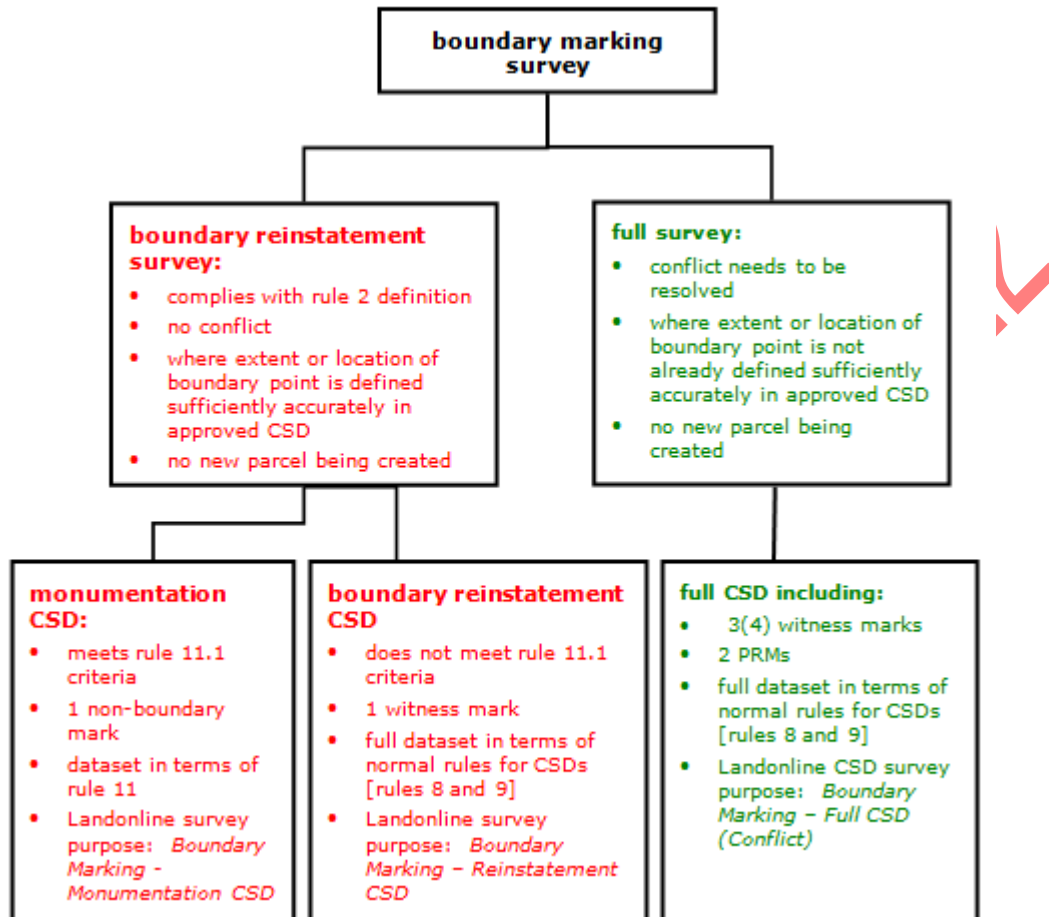 boundary marking
survey
boundary reinstatement
survey:
• complies with rule 2 definition
• no conflict
• where extent or location of
boundary point is defined
sufficiently accurately in
approved CSD
• no new parcel being created
full survey:
• conflict needs to be
resolved
• where extent or location of
boundary point is not
already defined sufficiently
accurately in approved CSD
• no new parcel being
created
monumentation
CSD:
• meets rule 11.1
criteria
• 1 non-boundary
mark
• dataset in terms of
rule 11
• Landonline survey
purpose: Boundary
Marking -
Monumentation CSD
boundary reinstatement
CSD
• does not meet rule 11.1
criteria
• 1 witness mark
• full dataset in terms of
normal rules for CSDs
[rules 8 and 9]
• Landonline survey
purpose: Boundary
Marking – Reinstatement
CSD
full CSD including:
• 3(4) witness marks
• 2 PRMs
• full dataset in terms of
normal rules for CSDs
[rules 8 and 9]
• Landonline CSD survey
purpose: Boundary
Marking – Full CSD
(Conflict)